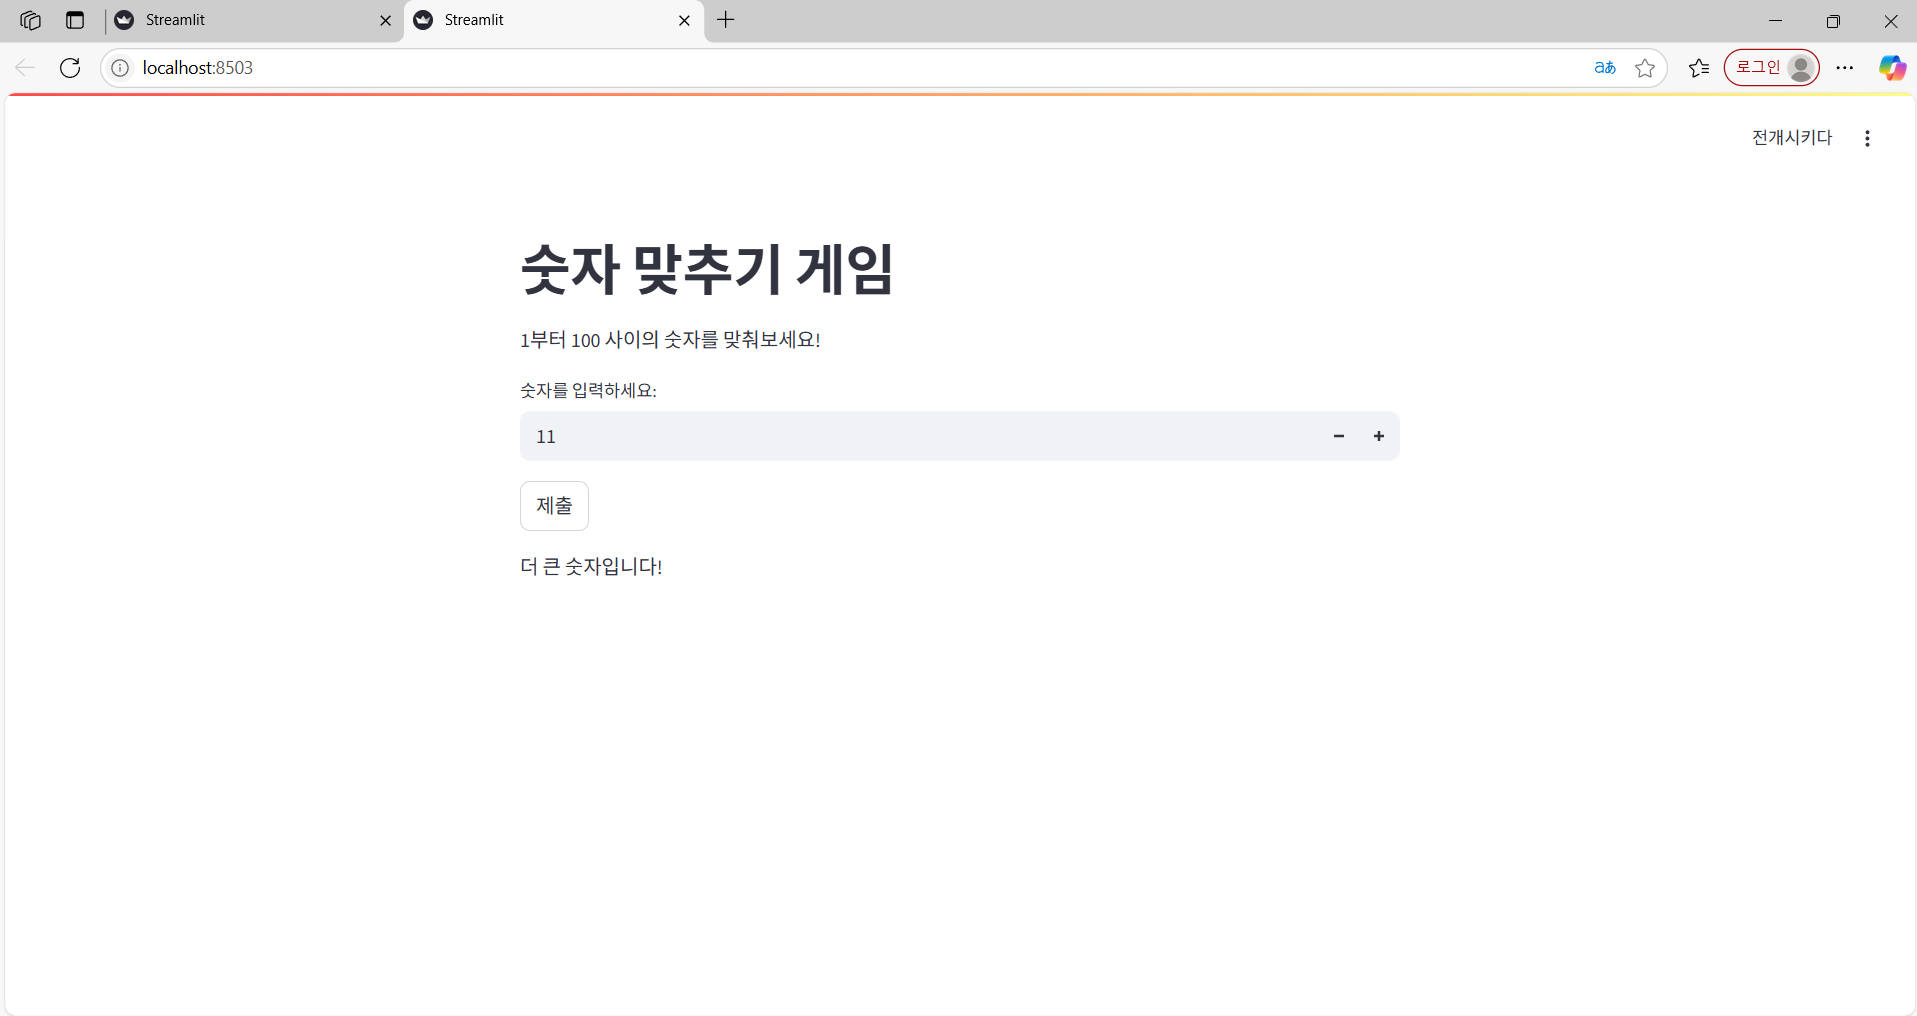 Streamlit
Streamlit
localhost:8503
aあ
로그인
전개시키다
숫자 맞추기 게임
1부터 100 사이의 숫자를 맞춰보세요!
숫자를 입력하세요:
11
제출
더 큰 숫자입니다!